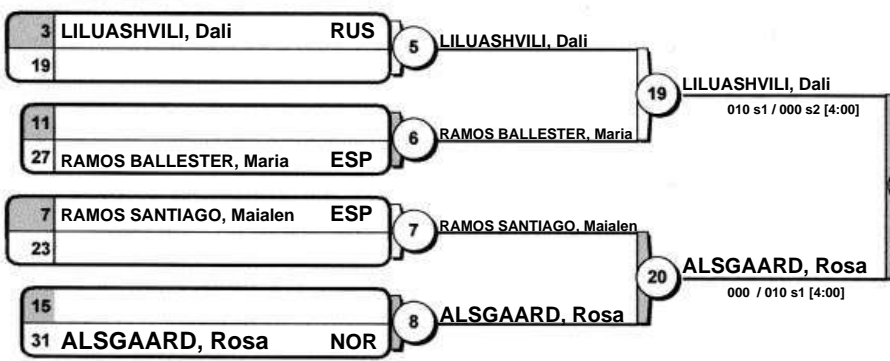 3 LILUASHVILI, Dali RUS
19
5
LILUASHVILI, Dali
11
27 RAMOS BALLESTER, Maria ESP
6
RAMOS BALLESTER, Maria
19
LILUASHVILI, Dali
010 s1 / 000 s2 [4:00]
7 RAMOS SANTIAGO, Maialen ESP
23
7
RAMOS SANTIAGO, Maialen
15
31 ALSGAARD, Rosa NOR
8
ALSGAARD, Rosa
20
ALSGAARD, Rosa
000 / 010 s1 [4:00]